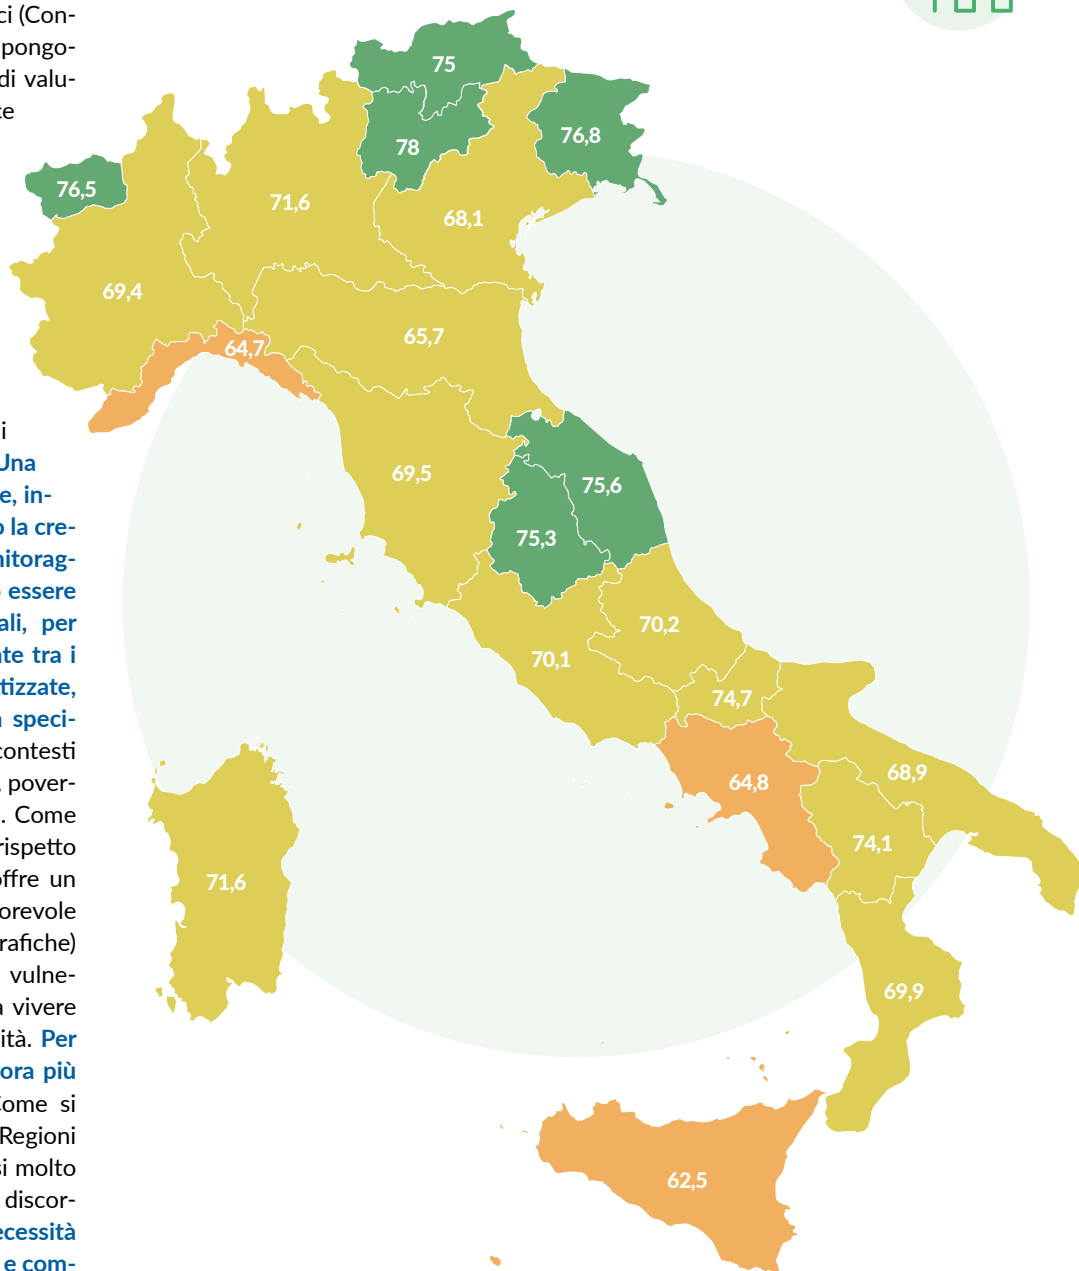 ci (Con-
pongo-
di valu-
ce
i
Una
e, in-
o la cre-
nitorag-
essere
ali, per
nte tra i
tizzate,
speci-
contesti
, pover-
. Come
rispetto
offre un
orevole
rafiche)
vulne-
a vivere
ità. Per
ora più
Come si
Regioni
si molto
discor-
ecessità
e com-
75
78
76,8
76,5
71,6
68,1
69,4
65,7
64,7
69,5
75,6
75,3
70,2
70,1
74,7
64,8
68,9
74,1
71,6
69,9
62,5